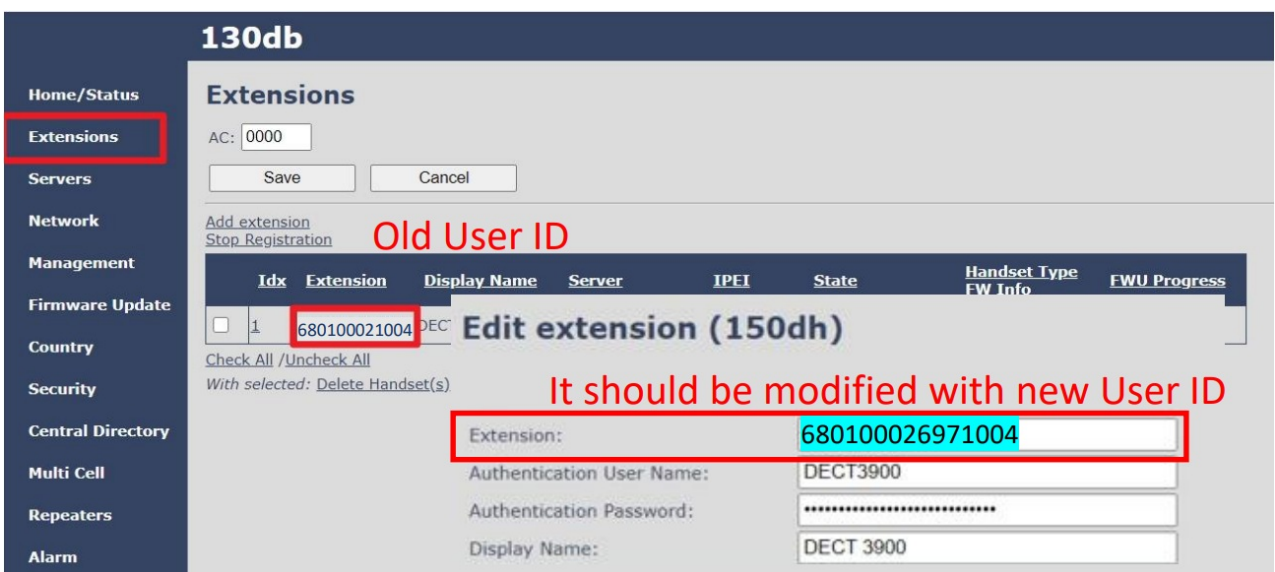 130db
Home/Status
Extensions
Servers
Network
Management
Firmware Update
Country
Security
Central Directory
Multi Cell
Repeaters
Alarm
Extensions
AC: 0000
Save Cancel
Add extension
Stop Registration
Old User ID
Idx Extension Display Name Server IPEI State Handset Type FWU Progress
FW Info
1 680100021004 DECT
Check All /Uncheck All
With selected: Delete Handset(s)
Edit extension (150dh)
It should be modified with new User ID
Extension: 680100026971004
Authentication User Name: DECT3900
Authentication Password: 
Display Name: DECT 3900